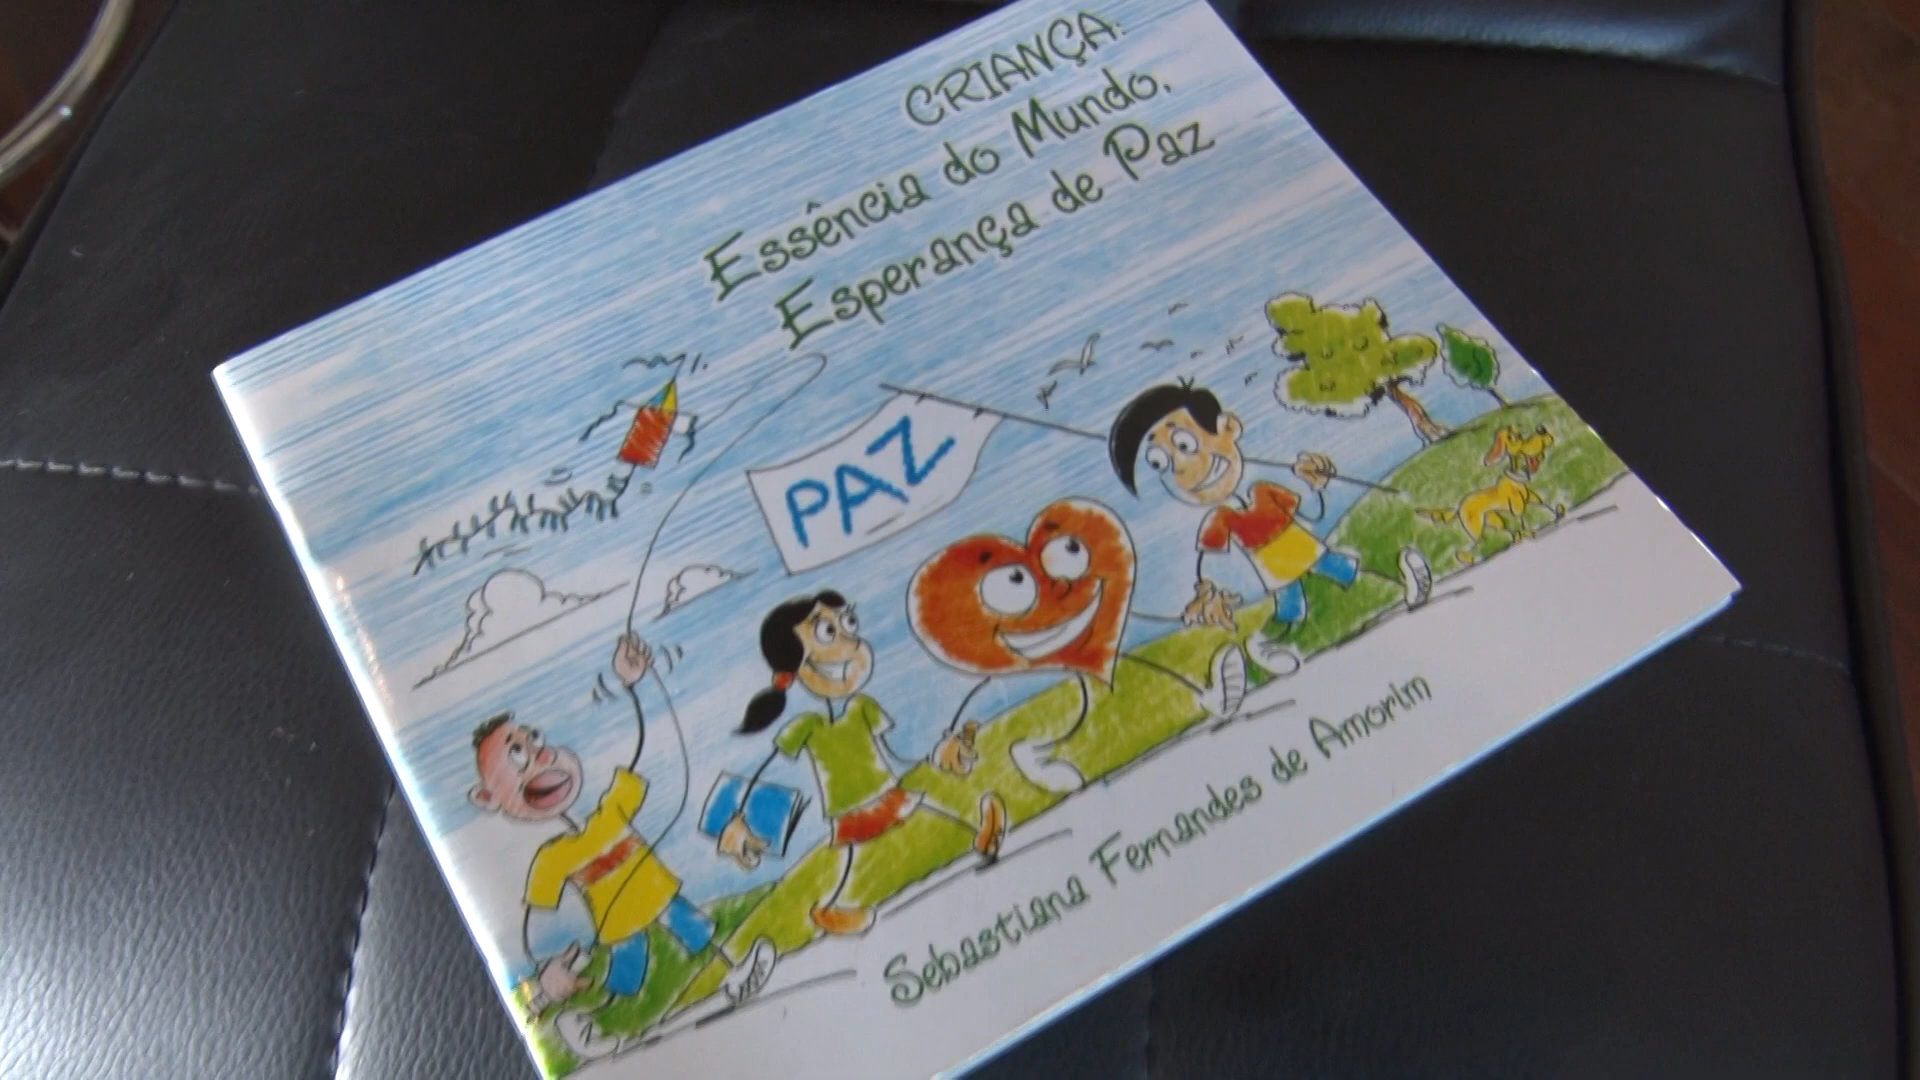 CRIANÇA:
Essência do Mundo,
Esperança de Paz
PAZ
Sebastiana Fernandes de Amorim